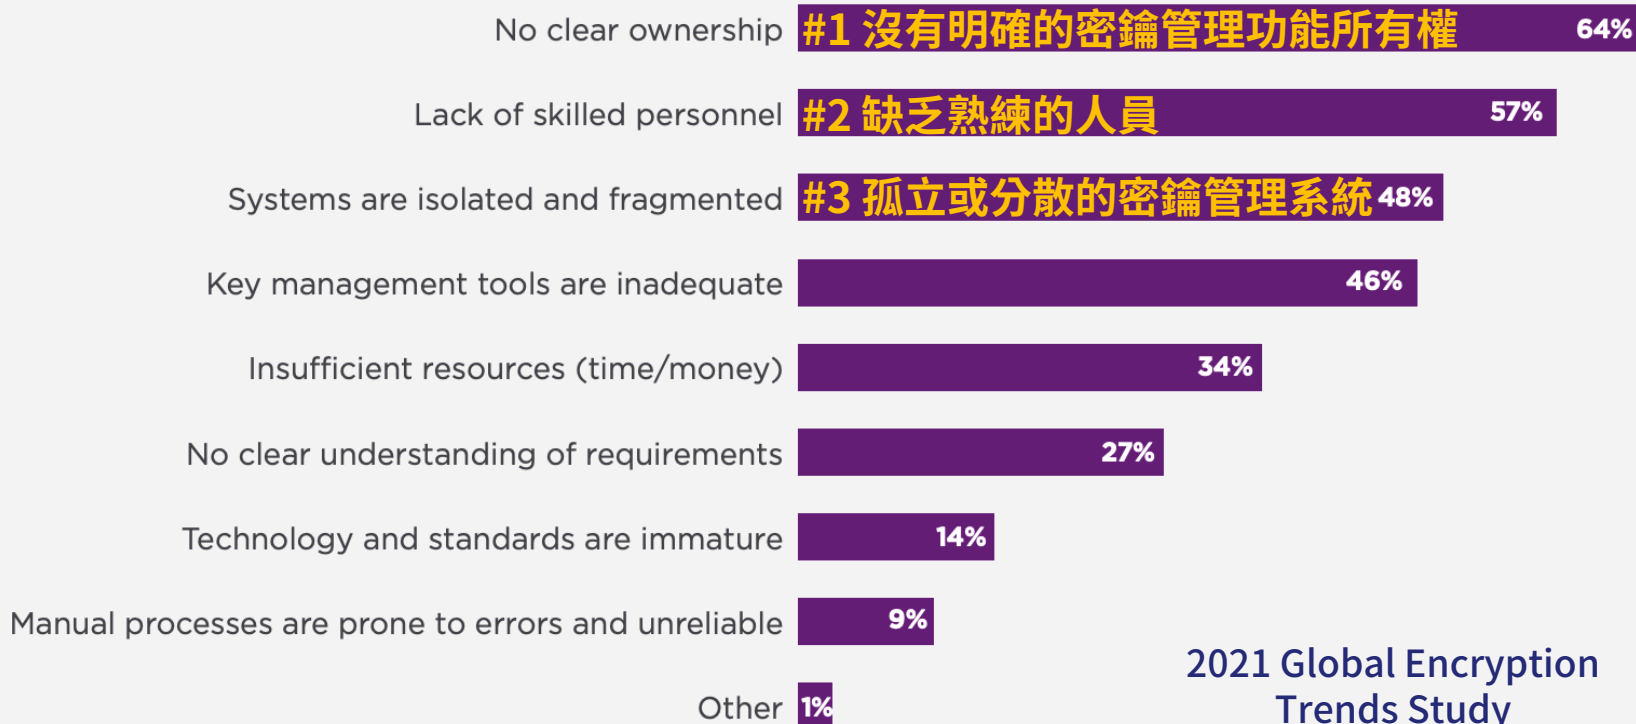 No clear ownership #1 沒有明確的密鑰管理功能所有權 64%
Lack of skilled personnel #2 缺乏熟練的人員 57%
Systems are isolated and fragmented #3 孤立或分散的密鑰管理系統 48%
Key management tools are inadequate 46%
Insufficient resources (time/money) 34%
No clear understanding of requirements 27%
Technology and standards are immature 14%
Manual processes are prone to errors and unreliable 9%
2021 Global Encryption
Other 1%
Trends Study